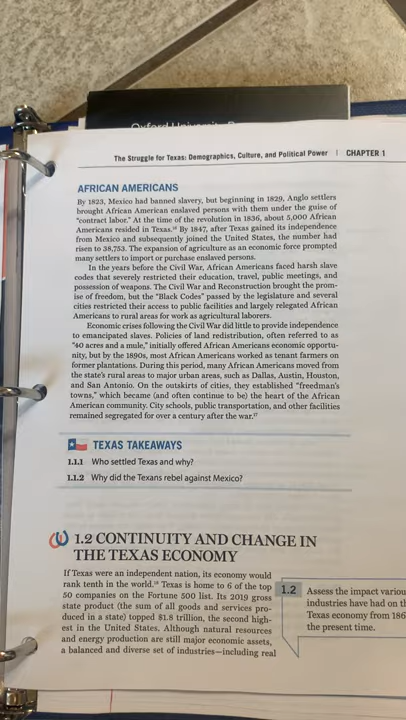 Oxford University
The Struggle for Texas: Demographics, Culture, and Political Power | CHAPTER 1
AFRICAN AMERICANS
By 1823, Mexico had banned slavery, but beginning in 1829, Anglo settlers
brought African American enslaved persons with them under the guise of
"contract labor." At the time of the revolution in 1836, about 5,000 African
Americans resided in Texas.¹⁶ By 1847, after Texas gained its independence
from Mexico and subsequently joined the United States, the number had
risen to 38,753. The expansion of agriculture as an economic force prompted
many settlers to import or purchase enslaved persons.
In the years before the Civil War, African Americans faced harsh slave
codes that severely restricted their education, travel, public meetings, and
possession of weapons. The Civil War and Reconstruction brought the prom-
ise of freedom, but the "Black Codes" passed by the legislature and several
cities restricted their access to public facilities and largely relegated African
Americans to rural areas for work as agricultural laborers.
Economic crises following the Civil War did little to provide independence
to emancipated slaves. Policies of land redistribution, often referred to as
"40 acres and a mule," initially offered African Americans economic opportu-
nity, but by the 1890s, most African Americans worked as tenant farmers on
former plantations. During this period, many African Americans moved from
the state's rural areas to major urban areas, such as Dallas, Austin, Houston,
and San Antonio. On the outskirts of cities, they established "freedman's
towns," which became (and often continue to be) the heart of the African
American community. City schools, public transportation, and other facilities
remained segregated for over a century after the war.¹⁷
TEXAS TAKEAWAYS
1.1.1 Who settled Texas and why?
1.1.2 Why did the Texans rebel against Mexico?
1.2 CONTINUITY AND CHANGE IN
THE TEXAS ECONOMY
If Texas were an independent nation, its economy would
rank tenth in the world.¹⁸ Texas is home to 6 of the top
50 companies on the Fortune 500 list. Its 2019 gross
state product (the sum of all goods and services pro-
duced in a state) topped $1.8 trillion, the second high-
est in the United States. Although natural resources
and energy production are still major economic assets,
a balanced and diverse set of industries—including real
1.2 Assess the impact variou
industries have had on th
Texas economy from 186
the present time.